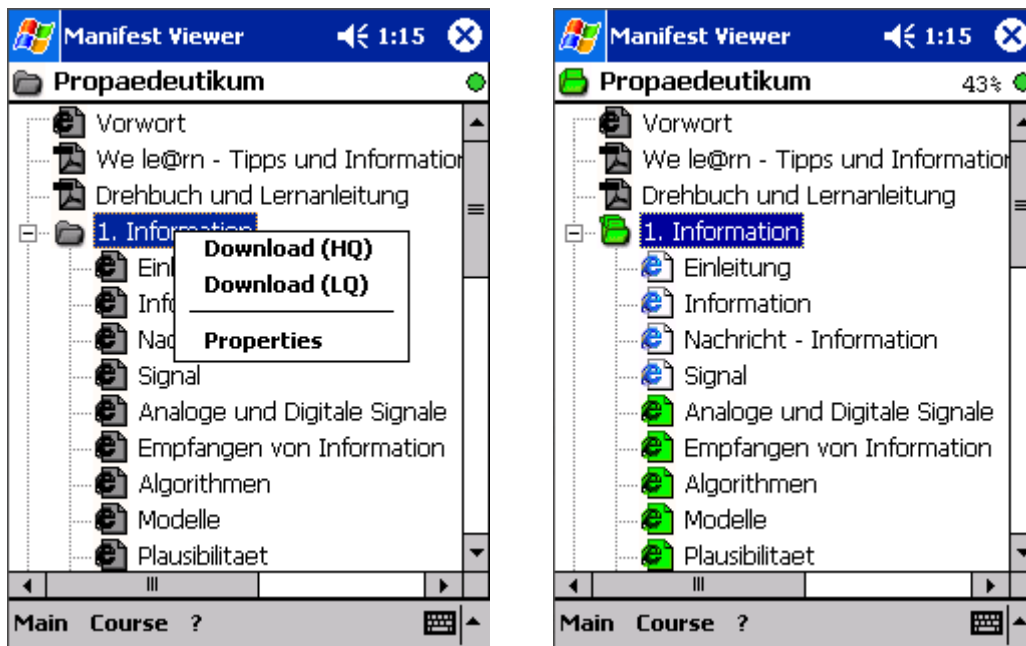 Manifest Viewer 1:15
Propaedeutikum
Vorwort
We le@rn - Tipps und Information
Drehbuch und Lernanleitung
1. Information
Download (HQ)
Download (LQ)
Properties
Signal
Analoge und Digitale Signale
Empfangen von Information
Algorithmen
Modelle
Plausibilitaet
Main Course ?
Manifest Viewer 1:15
Propaedeutikum 43%
Vorwort
We le@rn - Tipps und Information
Drehbuch und Lernanleitung
1. Information
Einleitung
Information
Nachricht - Information
Signal
Analoge und Digitale Signale
Empfangen von Information
Algorithmen
Modelle
Plausibilitaet
Main Course ?